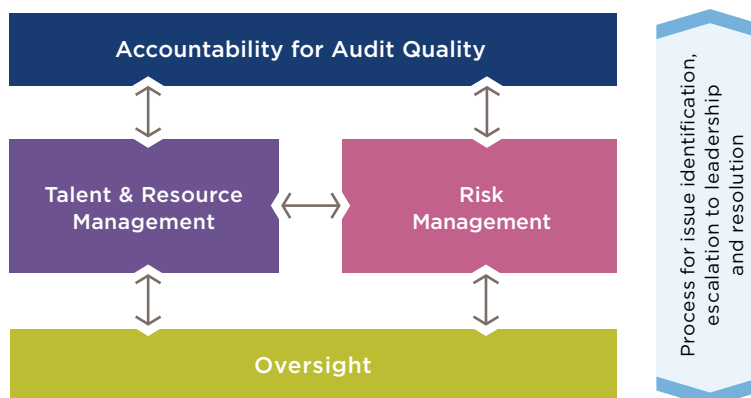 Accountability for Audit Quality
Talent & Resource
Management
Risk
Management
Oversight
Process for issue identification,
escalation to leadership
and resolution